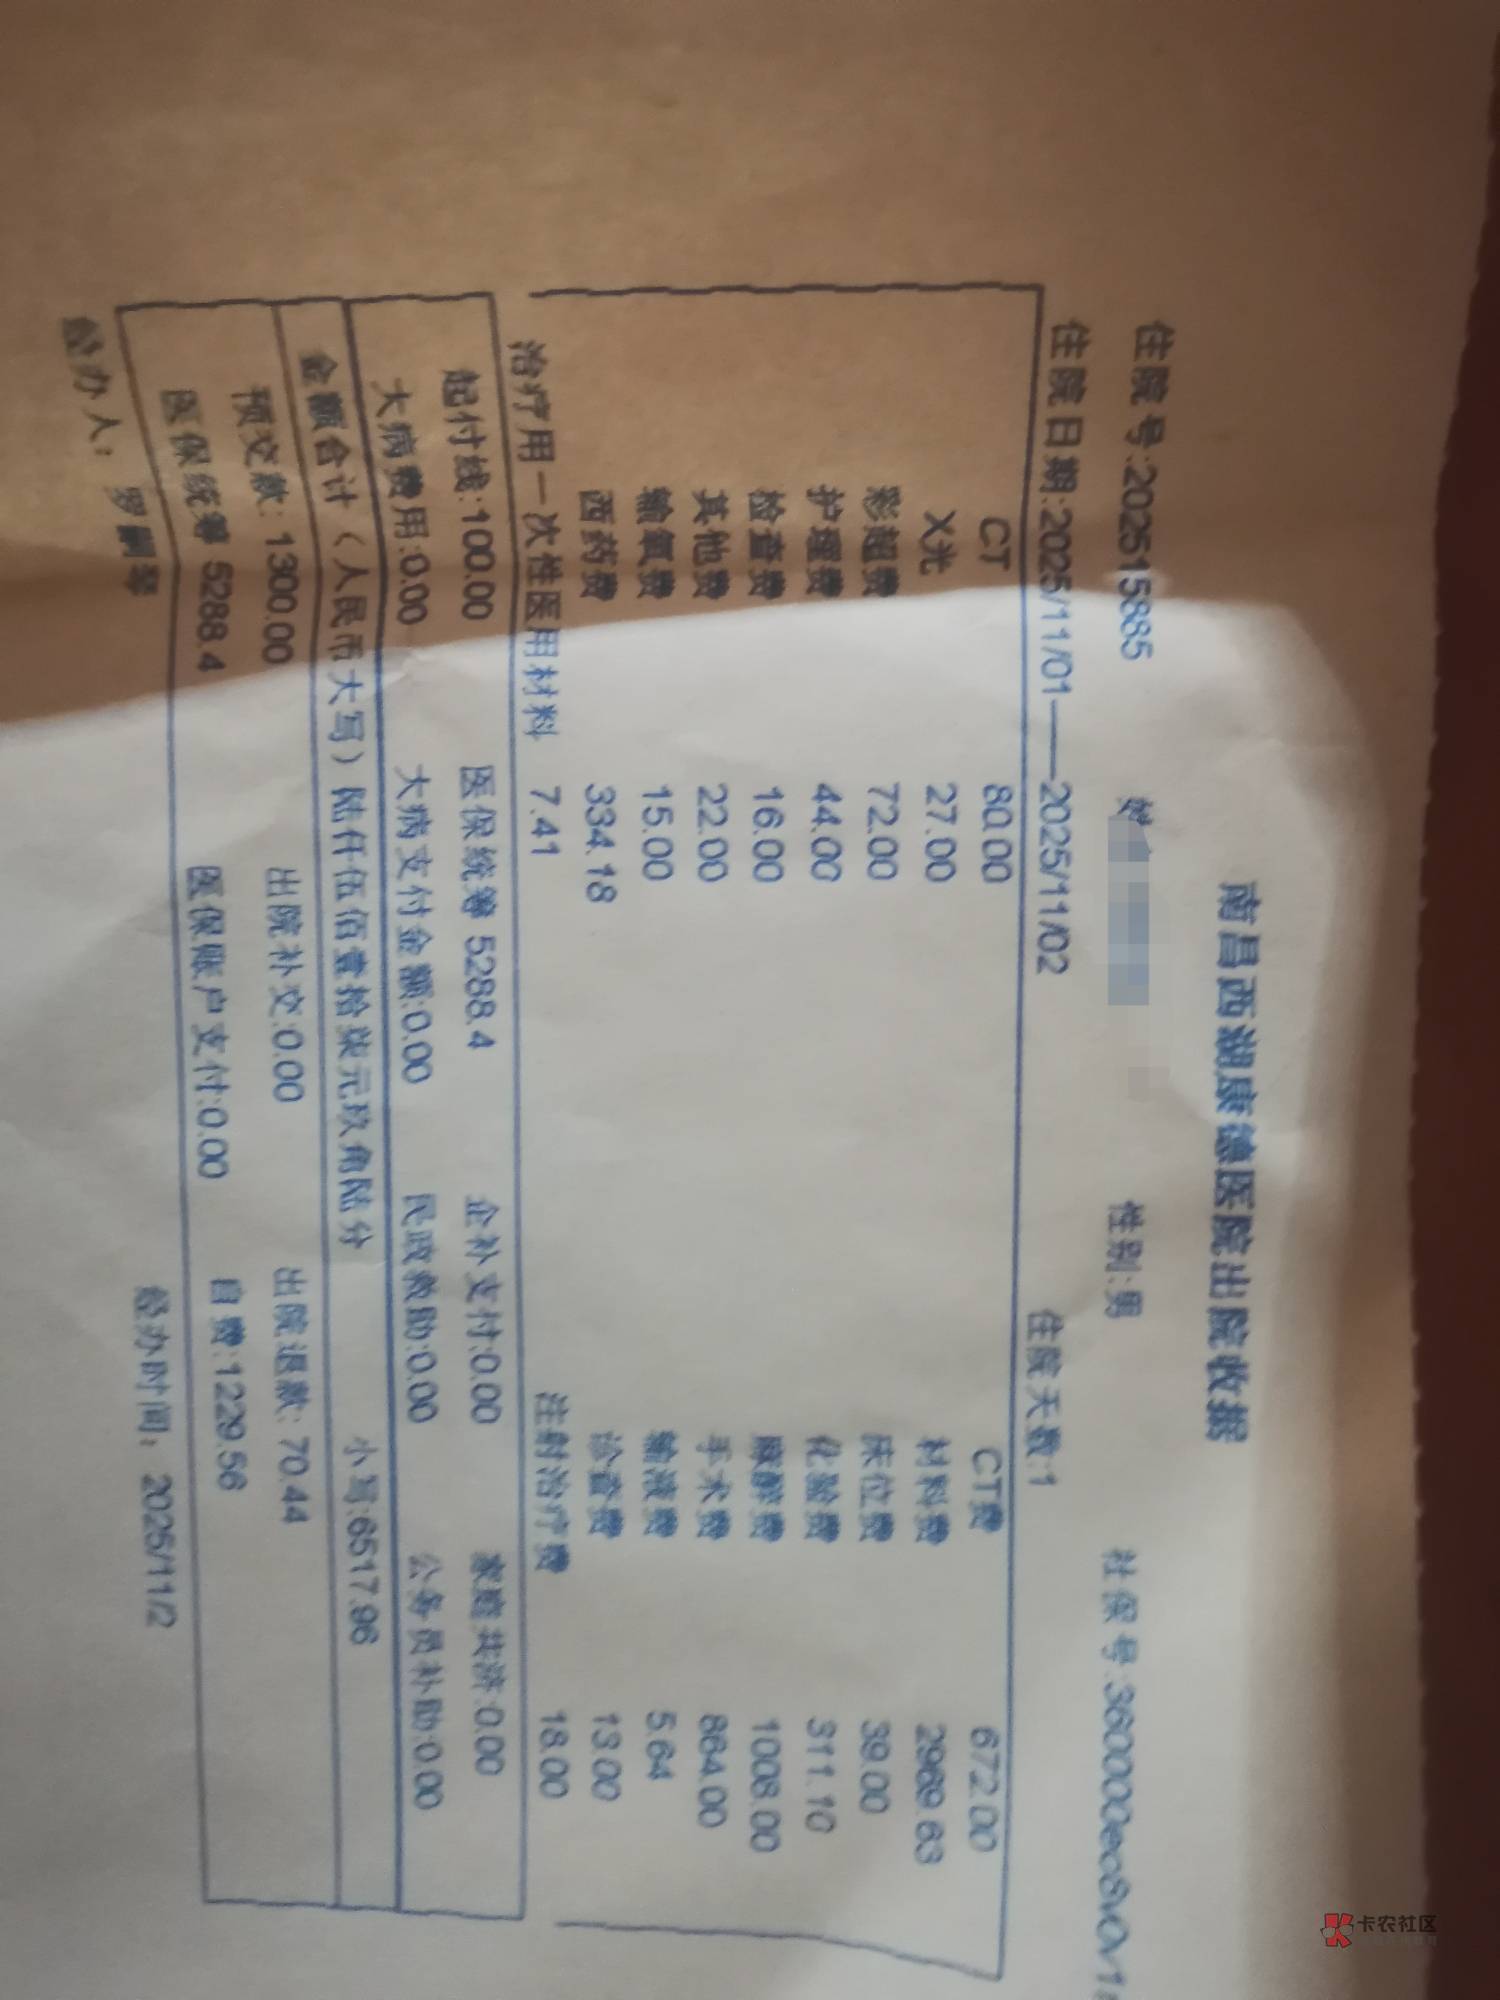 南昌西湖康德医院出院收据
住院号:202515885 姓 性别:男 社保号:360000
住院日期:2025/11/01——2025/11/02 住院天数:1
CT 80.00 CT费 672.00
X光 27.00 材料费 2969.63
彩超费 72.00 床位费 39.00
护理费 44.00 化验费 311.10
检查费 16.00 麻醉费 1008.00
其他费 22.00 手术费 864.00
输氧费 15.00 输液费 5.64
西药费 334.18 诊查费 13.00
治疗用一次性医用材料 7.41 注射治疗费 18.00
起付线:100.00 医保统筹 5288.4 企补支付:0.00 家庭共济:0.00
大病费用:0.00 大病支付金额:0.00 民政救助:0.00 公务员补助:0.00
金额合计（人民币大写）陆仟伍佰壹拾柒元玖角陆分 小写:6517.96
预交款: 1300.00 出院补交:0.00 出院退款: 70.44
医保统筹 5288.4 医保账户支付:0.00 自费:1229.56
经办人: 罗 琴 经办时间: 2025/11/2
卡农社区